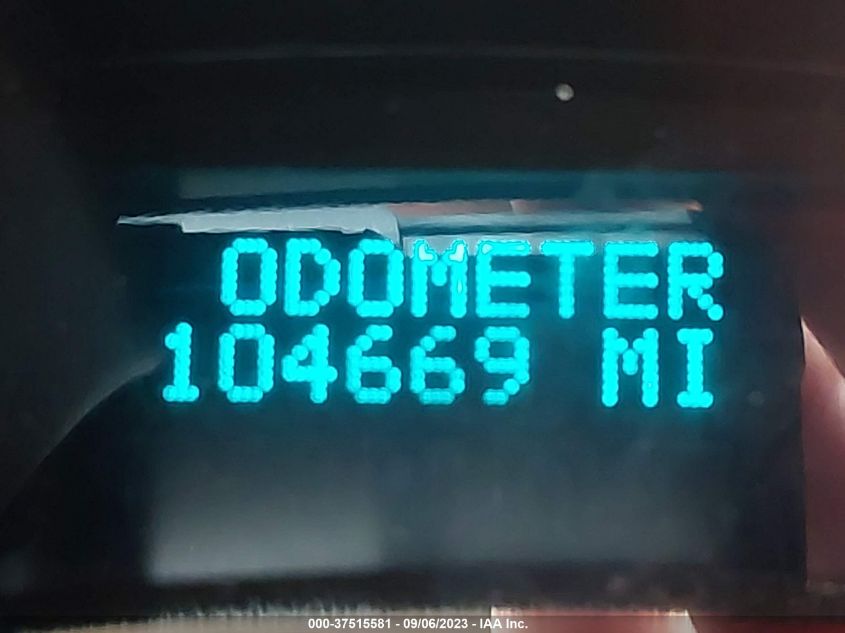 ODOMETER
104669 MI
000-37515581 - 09/06/2023 - IAA Inc.